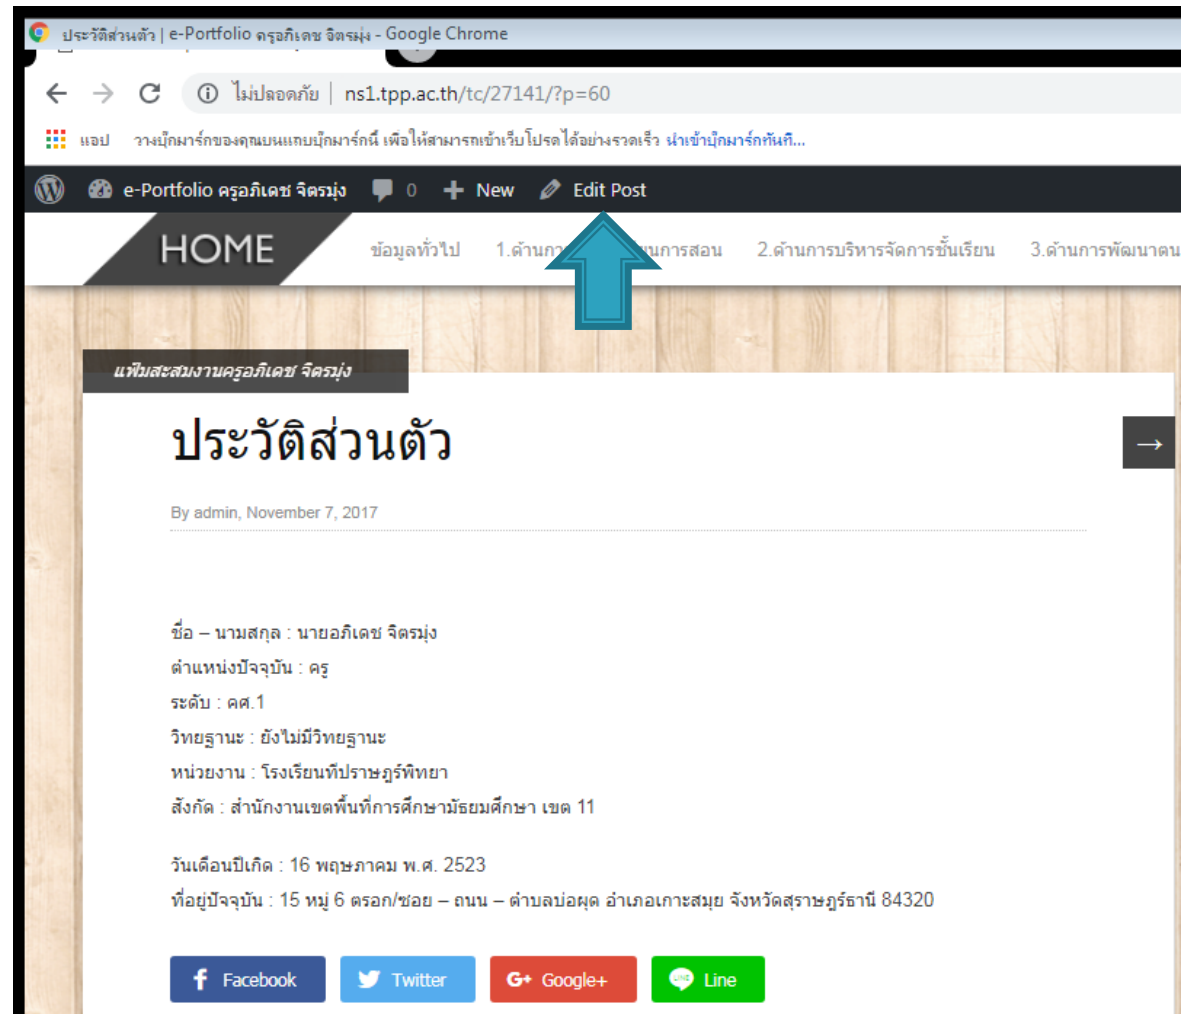 ประวัติส่วนตัว | e-Portfolio ครูอภิเดช จิตรมุ่ง - Google Chrome
ไม่ปลอดภัย | ns1.tpp.ac.th/tc/27141/?p=60
แอป วางบุ๊กมาร์กของคุณบนแถบบุ๊กมาร์กนี้ เพื่อให้สามารถเข้าเว็บโปรดได้อย่างรวดเร็ว นำเข้าบุ๊กมาร์กทันที...
e-Portfolio ครูอภิเดช จิตรมุ่ง 0 New Edit Post
HOME ข้อมูลทั่วไป 1.ด้านกา นการสอน 2.ด้านการบริหารจัดการชั้นเรียน 3.ด้านการพัฒนาตน
แฟ้มสะสมงานครูอภิเดช จิตรมุ่ง
ประวัติส่วนตัว
→
By admin, November 7, 2017
ชื่อ – นามสกุล : นายอภิเดช จิตรมุ่ง
ตำแหน่งปัจจุบัน : ครู
ระดับ : คศ.1
วิทยฐานะ : ยังไม่มีวิทยฐานะ
หน่วยงาน : โรงเรียนทีปราษฎร์พิทยา
สังกัด : สำนักงานเขตพื้นที่การศึกษามัธยมศึกษา เขต 11
วันเดือนปีเกิด : 16 พฤษภาคม พ.ศ. 2523
ที่อยู่ปัจจุบัน : 15 หมู่ 6 ตรอก/ซอย – ถนน – ตำบลบ่อผุด อำเภอเกาะสมุย จังหวัดสุราษฎร์ธานี 84320
Facebook Twitter G+ Google+ Line